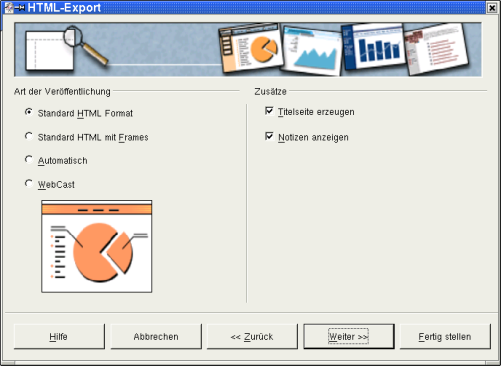 HTML-Export
Art der Veröffentlichung
Standard HTML Format
Standard HTML mit Frames
Automatisch
WebCast
Zusätze
Titelseite erzeugen
Notizen anzeigen
Hilfe
Abbrechen
<< Zurück
Weiter >>
Fertig stellen